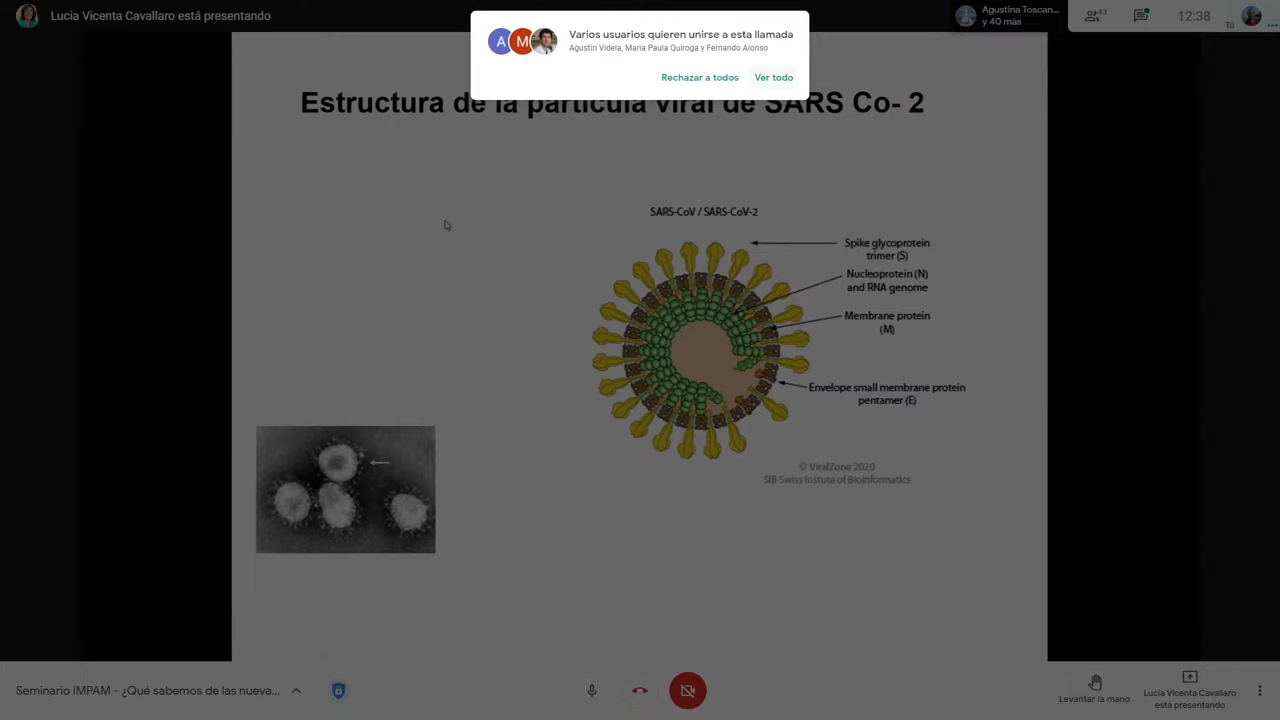 Lucia Vicenta Cavallaro está presentando
Varios usuarios quieren unirse a esta llamada
Agustín Videla, Maria Paula Quiroga y Fernando Alonso
A
M
Rechazar a todos
Ver todo
Agustina Toscan...
y 40 más
43
12:38
Tú
Estructura de la partícula viral de SARS Co- 2
SARS-CoV / SARS-CoV-2
Spike glycoprotein
trimer (S)
Nucleoprotein (N)
and RNA genome
Membrane protein
(M)
Envelope small membrane protein
pentamer (E)
© ViralZone 2020
SIB Swiss Institute of Bioinformatics
Seminario IMPAM - ¿Qué sabemos de las nueva...
Levantar la mano
Lucia Vicenta Cavallaro
está presentando